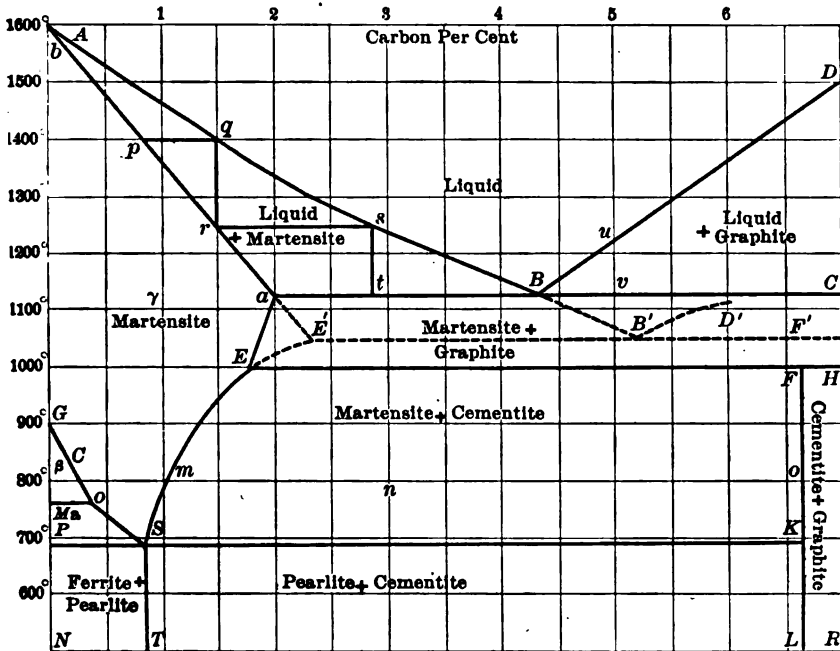 1 2 3 4 5 6
Carbon Per Cent
1600°
A
b
1500°
D
1400°
p
q
1300°
Liquid
Liquid
+ Martensite
r
s
u
Liquid
+ Graphite
1200°
γ
Martensite
a
t
B
v
C
1100°
E'
Martensite +
Graphite
B'
D'
F'
1000°
E
F
H
900°
G
Martensite + Cementite
Cementite + Graphite
C
β
m
n
o
800°
o
Ma
700°
P
S
K
600°
Ferrite +
Pearlite
Pearlite + Cementite
N
T
L
R